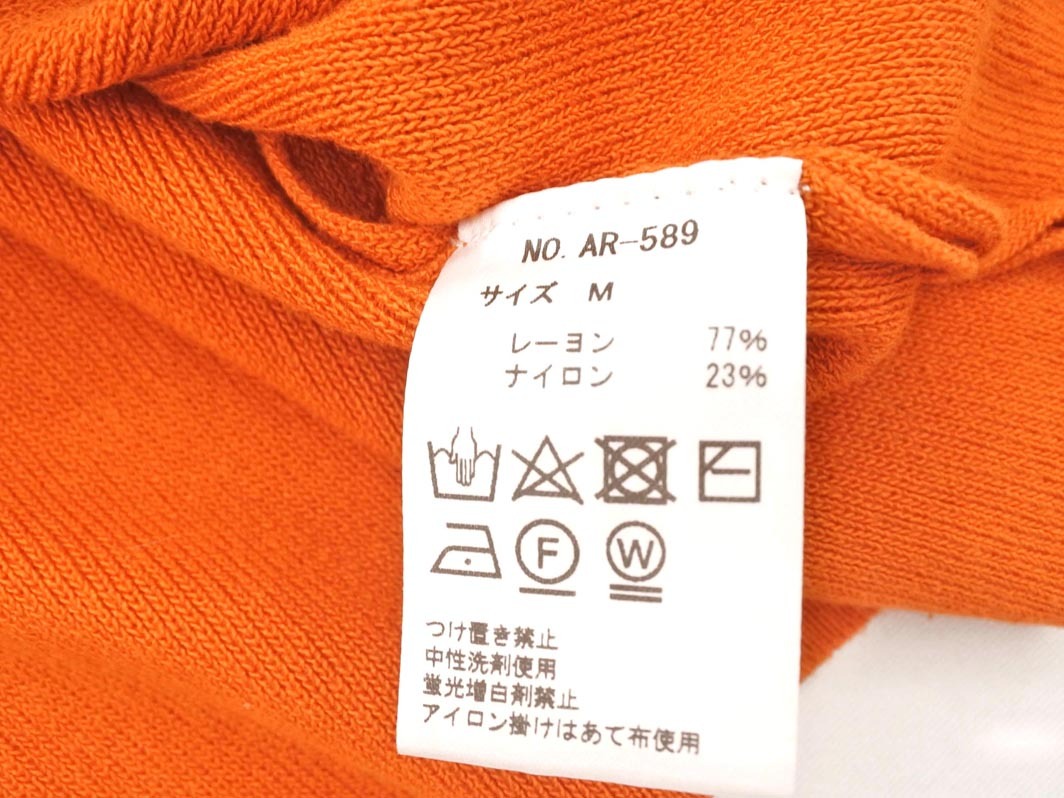 NO. AR-589
サイズ M
レーヨン 77%
ナイロン 23%
F W
つけ置き禁止
中性洗剤使用
蛍光増白剤禁止
アイロン掛けはあて布使用